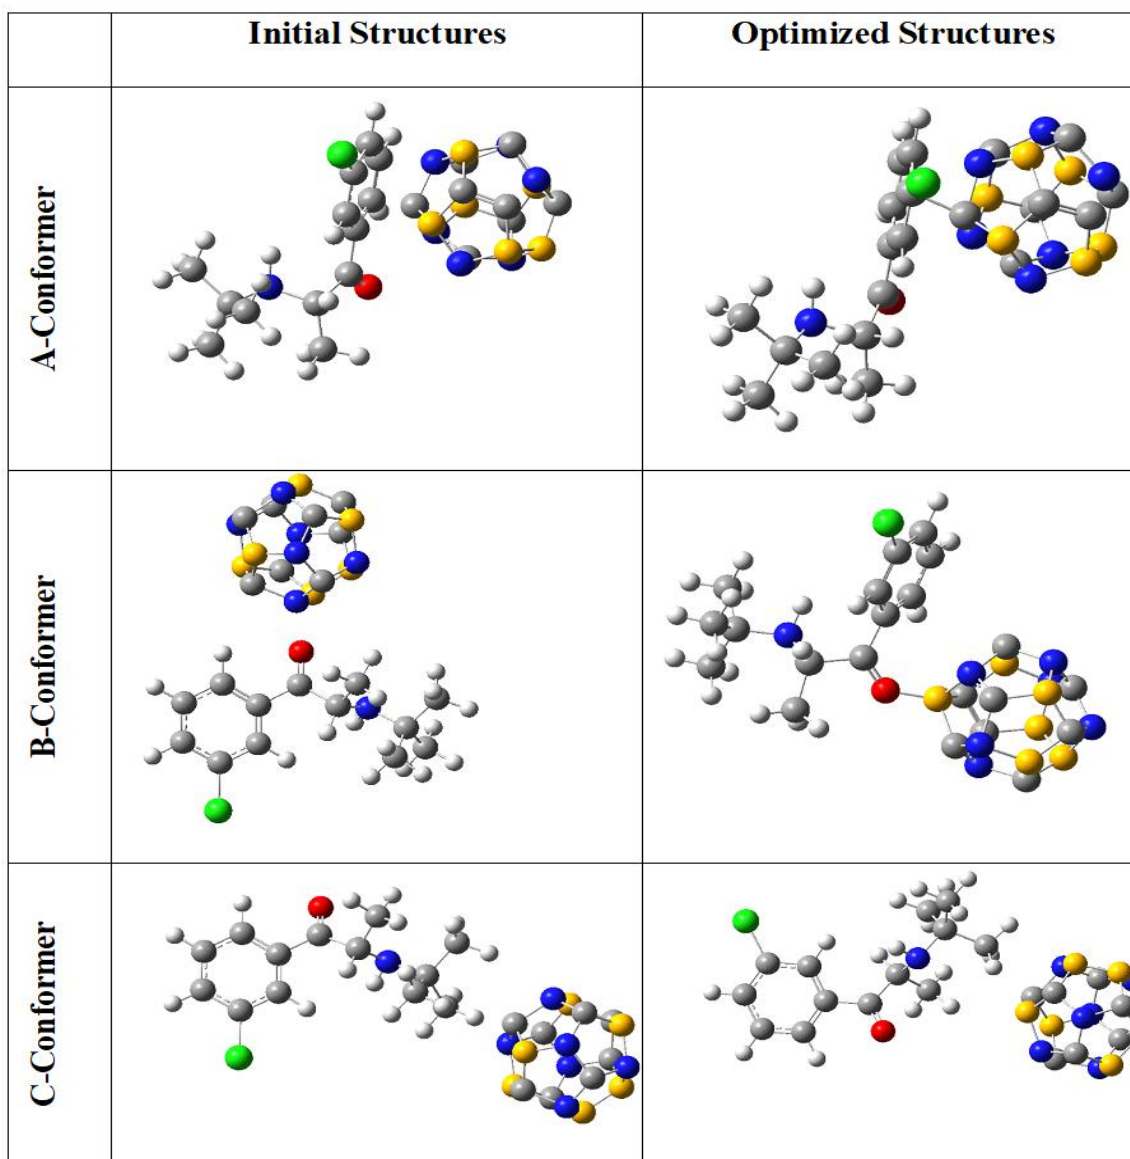 Initial Structures
Optimized Structures
A-Conformer
B-Conformer
C-Conformer